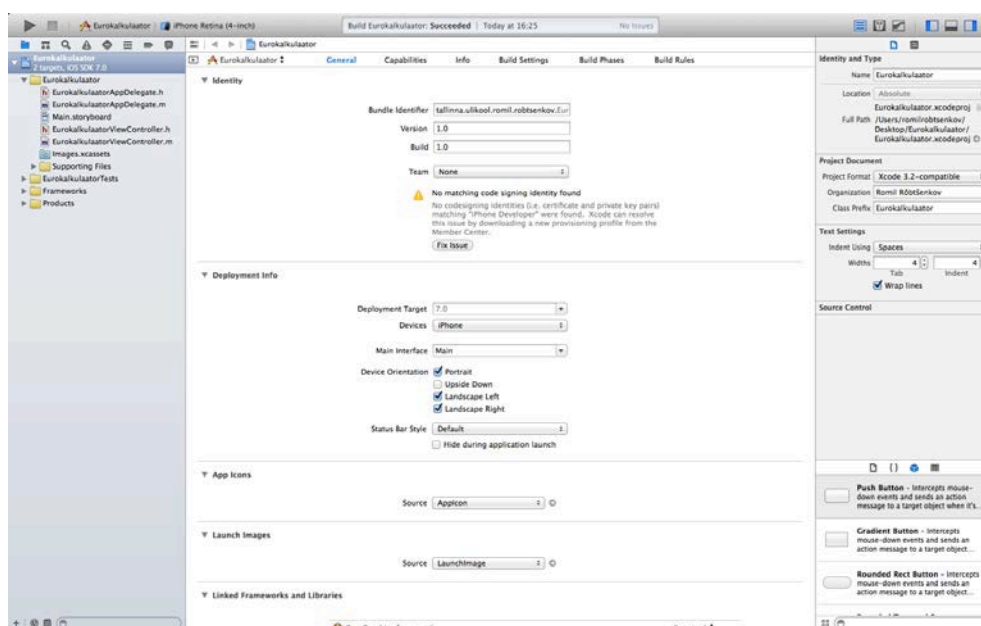 Eurokalkulaator
iPhone Retina (4-inch)
Build Eurokalkulaator: Succeeded | Today at 16:25
No Issues
Eurokalkulaator
Eurokalkulaator
2 targets, iOS SDK 7.0
Eurokalkulaator
EurokalkulaatorAppDelegate.h
EurokalkulaatorAppDelegate.m
Main.storyboard
EurokalkulaatorViewController.h
EurokalkulaatorViewController.m
Images.xcassets
Supporting Files
EurokalkulaatorTests
Frameworks
Products
Eurokalkulaator
General Capabilities Info Build Settings Build Phases Build Rules
Identity
Bundle Identifier tallinna.ulikool.romil.robtsenkov.Eur
Version 1.0
Build 1.0
Team None
No matching code signing identity found
No codesigning identities (i.e. certificate and private key pairs)
matching "iPhone Developer" were found. Xcode can resolve
this issue by downloading a new provisioning profile from the
Member Center.
Fix Issue
Deployment Info
Deployment Target 7.0
Devices iPhone
Main Interface Main
Device Orientation Portrait
Upside Down
Landscape Left
Landscape Right
Status Bar Style Default
Hide during application launch
App Icons
Source AppIcon
Launch Images
Source LaunchImage
Linked Frameworks and Libraries
Identity and Type
Name Eurokalkulaator
Location Absolute
Eurokalkulaator.xcodeproj
Full Path /Users/romilrobtsenkov/
Desktop/Eurokalkulaator/
Eurokalkulaator.xcodeproj
Project Document
Project Format Xcode 3.2-compatible
Organization Romil Rõbtšenkov
Class Prefix Eurokalkulaator
Text Settings
Indent Using Spaces
Widths 4 4
Tab Indent
Wrap lines
Source Control
Push Button - Intercepts mouse-
down events and sends an action
message to a target object when it's...
Gradient Button - Intercepts
mouse-down events and sends an
action message to a target object...
Rounded Rect Button - Intercepts
mouse-down events and sends an
action message to a target object...